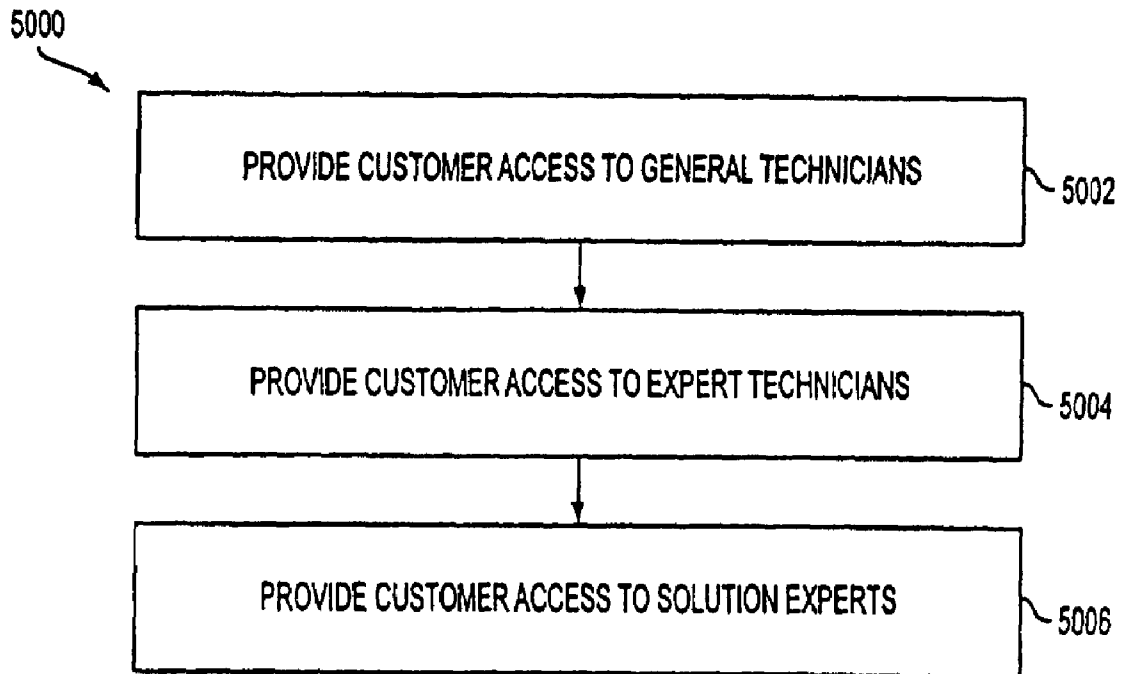 5000
PROVIDE CUSTOMER ACCESS TO GENERAL TECHNICIANS
5002
PROVIDE CUSTOMER ACCESS TO EXPERT TECHNICIANS
5004
PROVIDE CUSTOMER ACCESS TO SOLUTION EXPERTS
5006